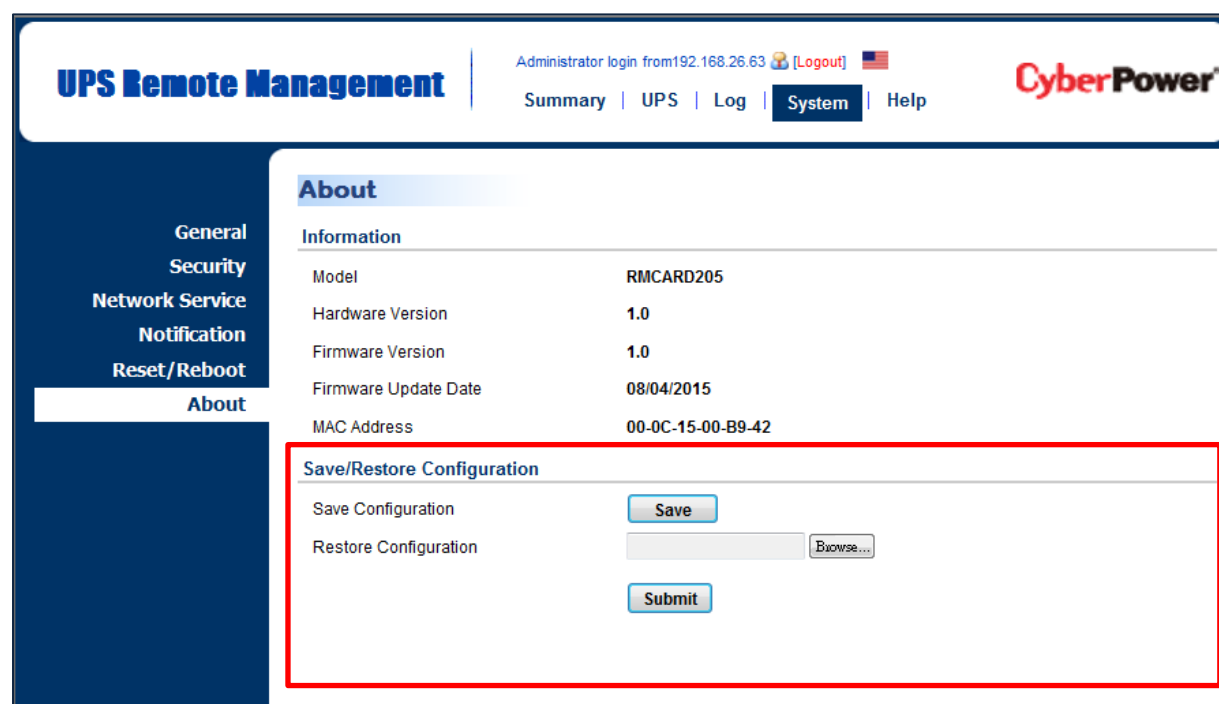 UPS Remote Management
Administrator login from192.168.26.63 [Logout]
Summary | UPS | Log | System | Help
CyberPower
About
General
Security
Network Service
Notification
Reset/Reboot
About
Information
Model RMCARD205
Hardware Version 1.0
Firmware Version 1.0
Firmware Update Date 08/04/2015
MAC Address 00-0C-15-00-B9-42
Save/Restore Configuration
Save Configuration Save
Restore Configuration Browse...
Submit